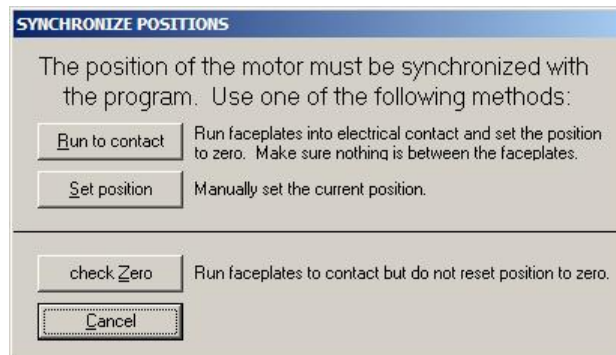 SYNCHRONIZE POSITIONS
The position of the motor must be synchronized with
the program. Use one of the following methods:
Run to contact
Run faceplates into electrical contact and set the position
to zero. Make sure nothing is between the faceplates.
Set position
Manually set the current position.
check Zero
Run faceplates to contact but do not reset position to zero.
Cancel